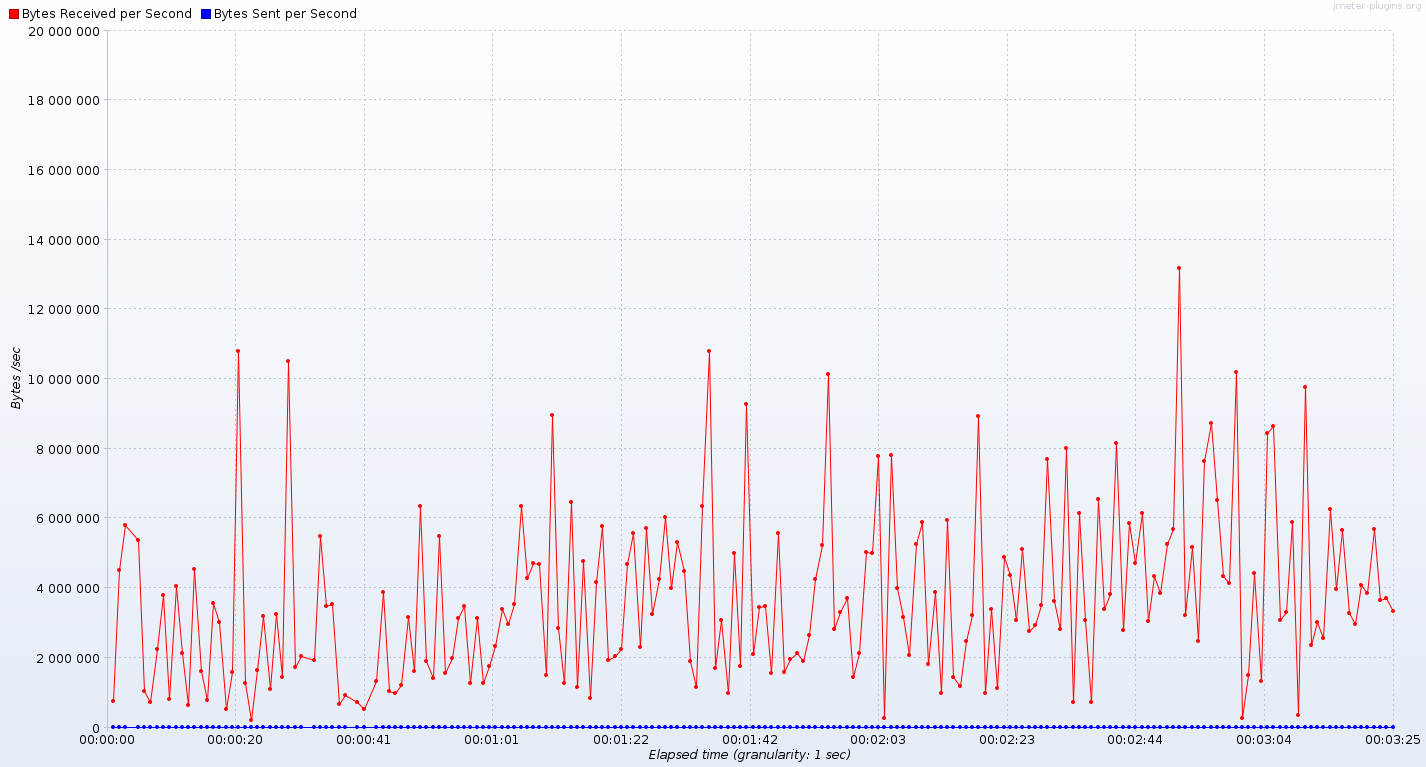 Bytes Received per Second Bytes Sent per Second
jmeter-plugins.org
20 000 000
18 000 000
16 000 000
14 000 000
12 000 000
10 000 000
8 000 000
6 000 000
4 000 000
2 000 000
0
Bytes /sec
00:00:00 00:00:20 00:00:41 00:01:01 00:01:22 00:01:42 00:02:03 00:02:23 00:02:44 00:03:04 00:03:25
Elapsed time (granularity: 1 sec)